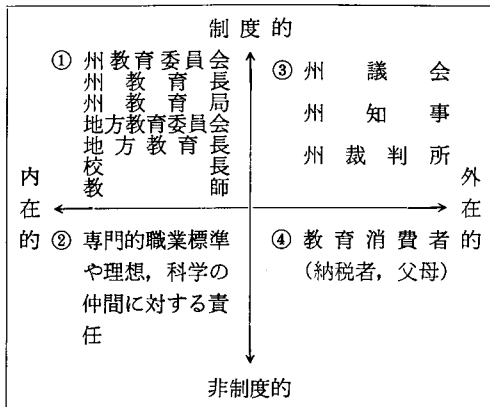 制度的
① 州教育委員会
州教育長
州教育局
地方教育委員会
地方教育長
校長
教師
③ 州議会
州知事
州裁判所
内在的
外在的
② 専門的職業標準
や理想，科学の
仲間に対する責
任
④ 教育消費者
(納税者，父母)
非制度的